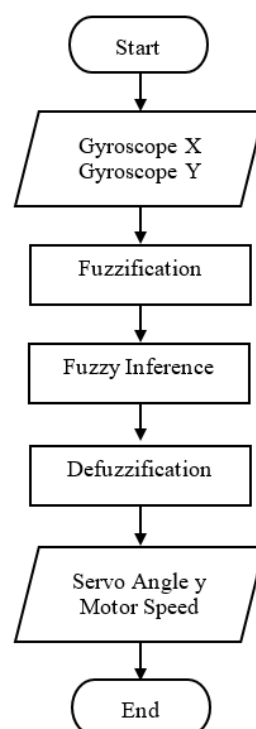 Start
Gyroscope X
Gyroscope Y
Fuzzification
Fuzzy Inference
Defuzzification
Servo Angle y
Motor Speed
End